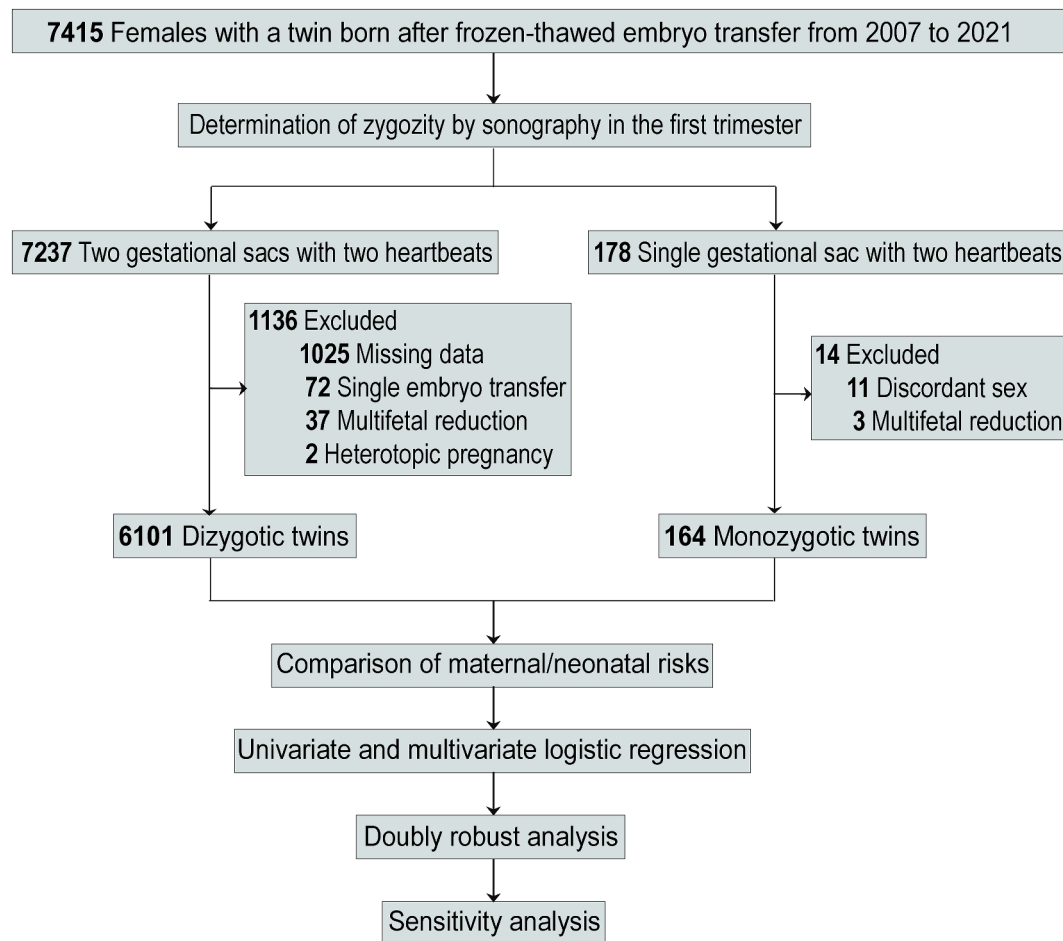 7415 Females with a twin born after frozen-thawed embryo transfer from 2007 to 2021
Determination of zygozity by sonography in the first trimester
7237 Two gestational sacs with two heartbeats
178 Single gestational sac with two heartbeats
1136 Excluded
1025 Missing data
72 Single embryo transfer
37 Multifetal reduction
2 Heterotopic pregnancy
14 Excluded
11 Discordant sex
3 Multifetal reduction
6101 Dizygotic twins
164 Monozygotic twins
Comparison of maternal/neonatal risks
Univariate and multivariate logistic regression
Doubly robust analysis
Sensitivity analysis